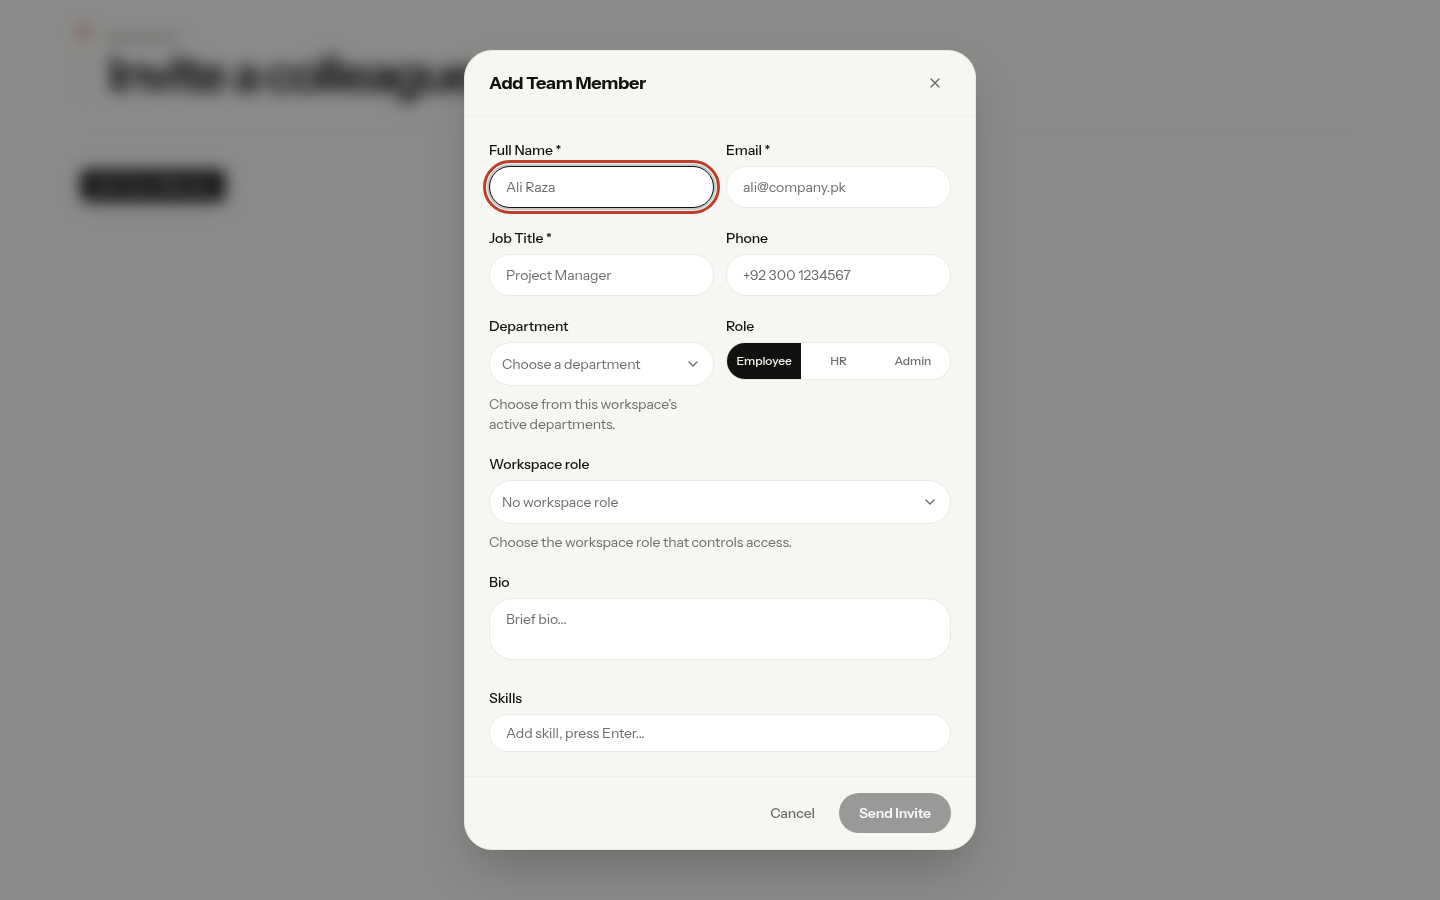 Invite a colleague
Add Team Member
Full Name *
Email *
Ali Raza
ali@company.pk
Job Title *
Phone
Project Manager
+92 300 1234567
Department
Role
Choose a department
Employee
HR
Admin
Choose from this workspace's
active departments.
Workspace role
No workspace role
Choose the workspace role that controls access.
Bio
Brief bio...
Skills
Add skill, press Enter...
Cancel
Send Invite